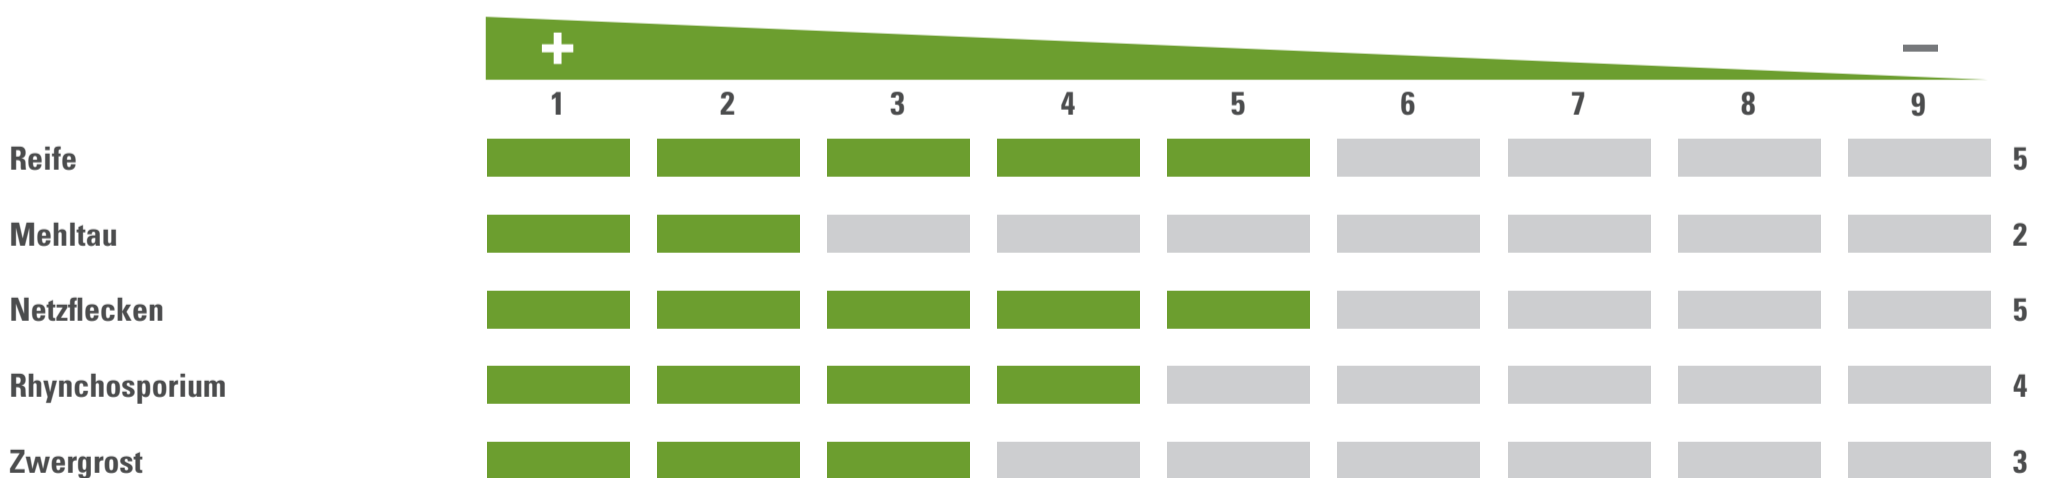 + −
1 2 3 4 5 6 7 8 9
Reife 5
Mehltau 2
Netzflecken 5
Rhynchosporium 4
Zwergrost 3